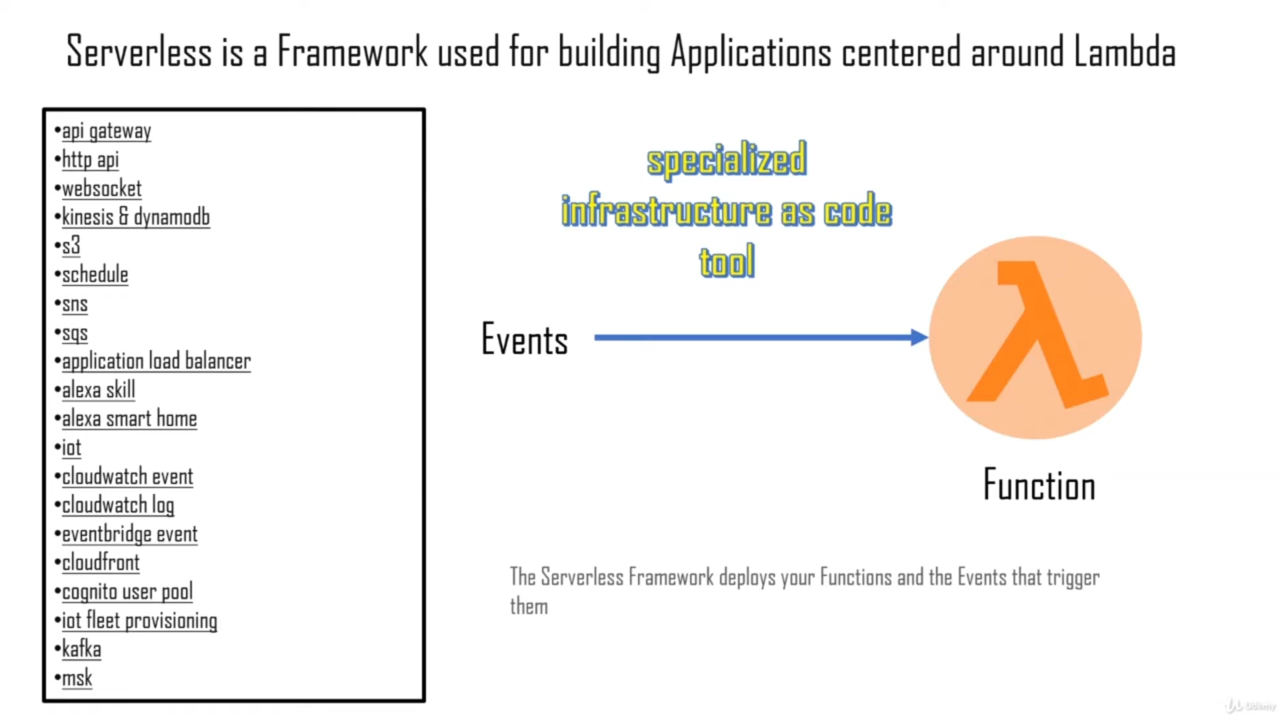 Serverless is a Framework used for building Applications centered around Lambda
•api gateway
•http api
•websocket
•kinesis & dynamodb
•s3
•schedule
•sns
•sqs
•application load balancer
•alexa skill
•alexa smart home
•iot
•cloudwatch event
•cloudwatch log
•eventbridge event
•cloudfront
•cognito user pool
•iot fleet provisioning
•kafka
•msk
specialized
infrastructure as code
tool
Events
λ
Function
The Serverless Framework deploys your Functions and the Events that trigger
them
Udemy